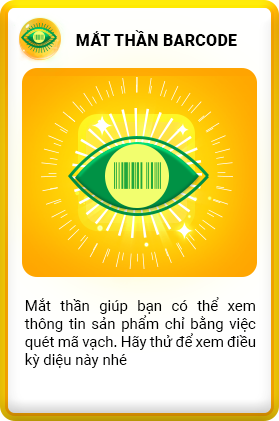 MẮT THẦN BARCODE
Mắt thần giúp bạn có thể xem
thông tin sản phẩm chỉ bằng việc
quét mã vạch. Hãy thử để xem điều
kỳ diệu này nhé